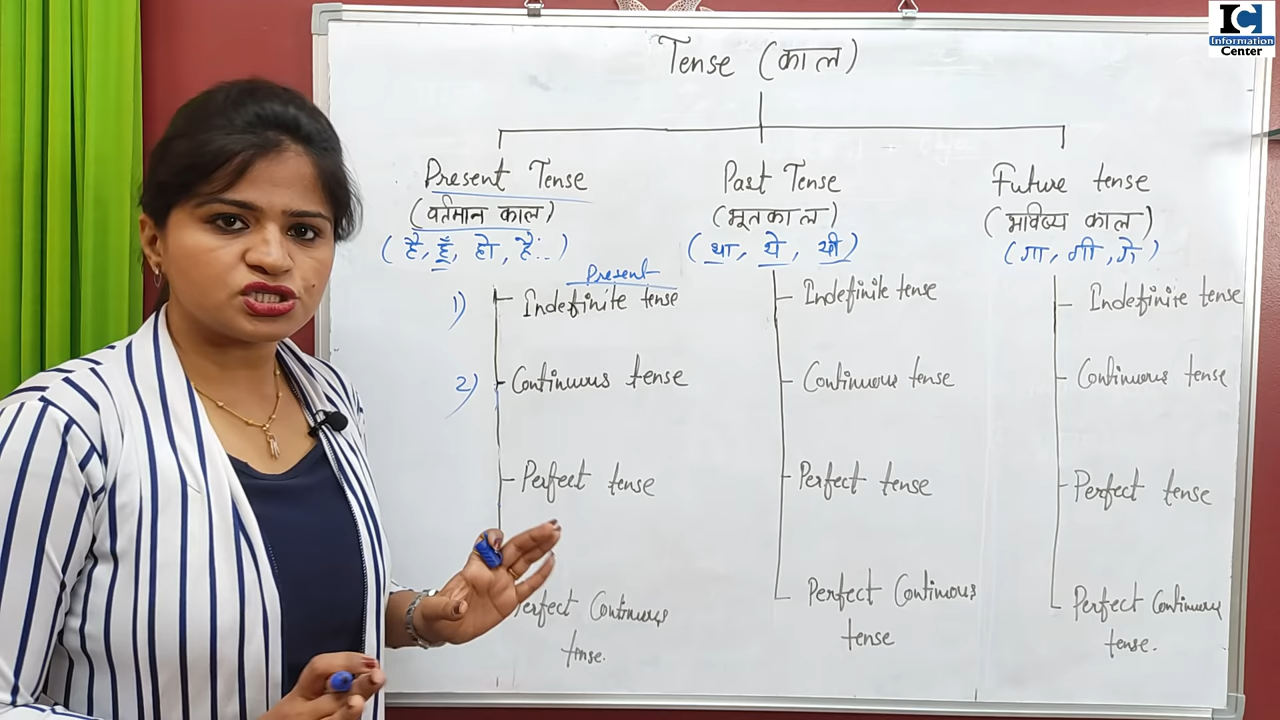 IC
Information
Center
Tense (काल)
Present Tense
(वर्तमान काल)
(है, हूँ, हो, हैं..)
Present
1) Indefinite tense
2) Continuous tense
Perfect tense
Perfect Continuous
tense.
Past Tense
(भूतकाल)
(था, थे, थी)
Indefinite tense
Continuous tense
Perfect tense
Perfect Continuous
tense
Future tense
(भविष्य काल)
(गा, गी, गे)
Indefinite tense
Continuous tense
Perfect tense
Perfect Continuous
tense.